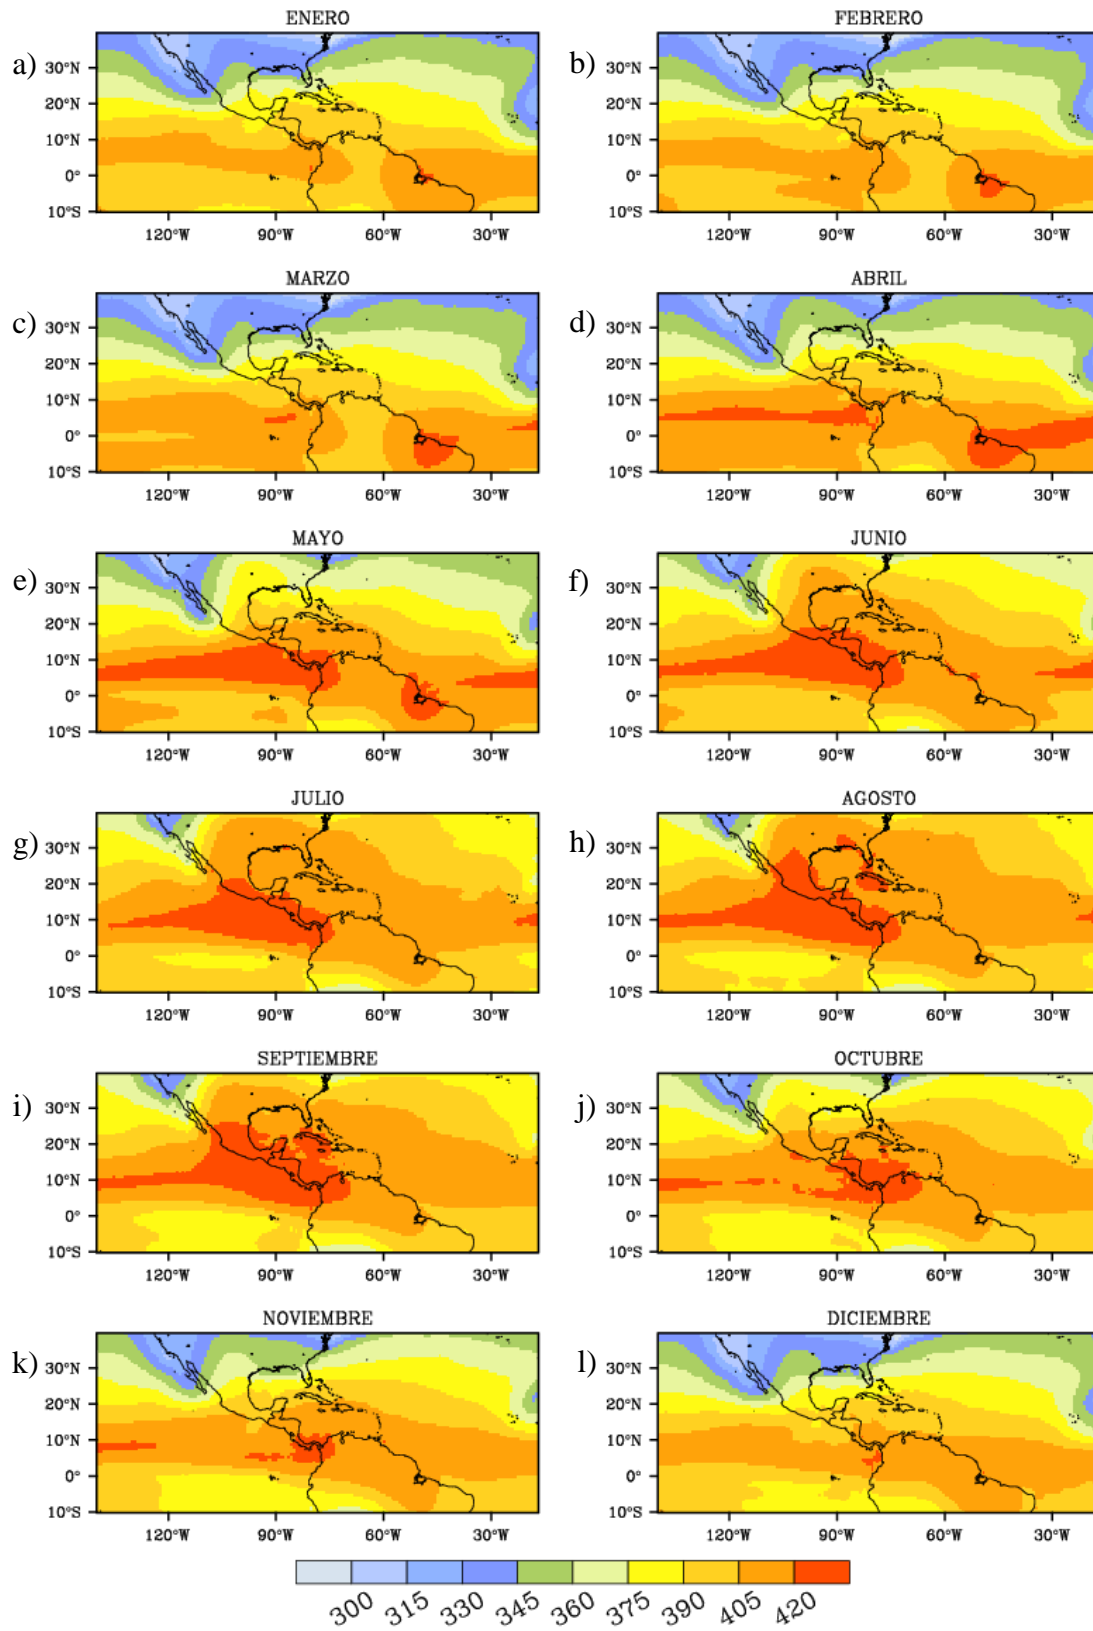 ENERO FEBRERO
a) b)
30°N 30°N
20°N 20°N
10°N 10°N
0° 0°
10°S 10°S
120°W 90°W 60°W 30°W 120°W 90°W 60°W 30°W
MARZO ABRIL
c) d)
30°N 30°N
20°N 20°N
10°N 10°N
0° 0°
10°S 10°S
120°W 90°W 60°W 30°W 120°W 90°W 60°W 30°W
MAYO JUNIO
e) f)
30°N 30°N
20°N 20°N
10°N 10°N
0° 0°
10°S 10°S
120°W 90°W 60°W 30°W 120°W 90°W 60°W 30°W
JULIO AGOSTO
g) h)
30°N 30°N
20°N 20°N
10°N 10°N
0° 0°
10°S 10°S
120°W 90°W 60°W 30°W 120°W 90°W 60°W 30°W
SEPTIEMBRE OCTUBRE
i) j)
30°N 30°N
20°N 20°N
10°N 10°N
0° 0°
10°S 10°S
120°W 90°W 60°W 30°W 120°W 90°W 60°W 30°W
NOVIEMBRE DICIEMBRE
k) l)
30°N 30°N
20°N 20°N
10°N 10°N
0° 0°
10°S 10°S
120°W 90°W 60°W 30°W 120°W 90°W 60°W 30°W
300 315 330 345 360 375 390 405 420